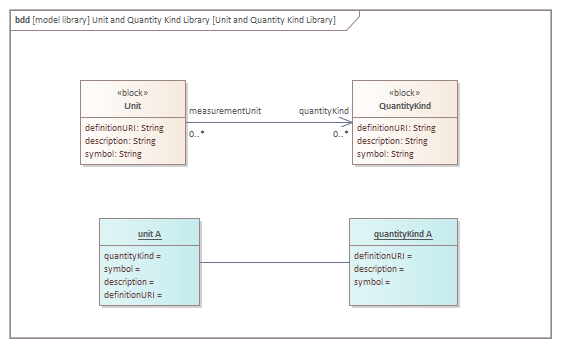 bdd [model library] Unit and Quantity Kind Library [Unit and Quantity Kind Library]
«block»
Unit
definitionURI: String
description: String
symbol: String
measurementUnit
0..*
quantityKind
0..*
«block»
QuantityKind
definitionURI: String
description: String
symbol: String
unit A
quantityKind =
symbol =
description =
definitionURI =
quantityKind A
definitionURI =
description =
symbol =